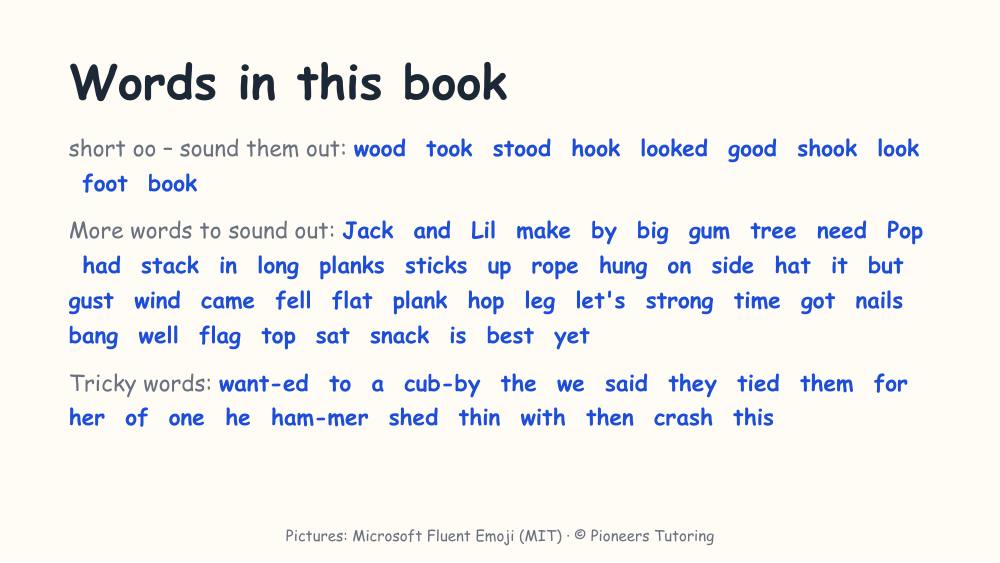 Words in this book
short oo – sound them out: wood took stood hook looked good shook look
foot book
More words to sound out: Jack and Lil make by big gum tree need Pop
had stack in long planks sticks up rope hung on side hat it but
gust wind came fell flat plank hop leg let's strong time got nails
bang well flag top sat snack is best yet
Tricky words: want-ed to a cub-by the we said they tied them for
her of one he ham-mer shed thin with then crash this
Pictures: Microsoft Fluent Emoji (MIT) · © Pioneers Tutoring